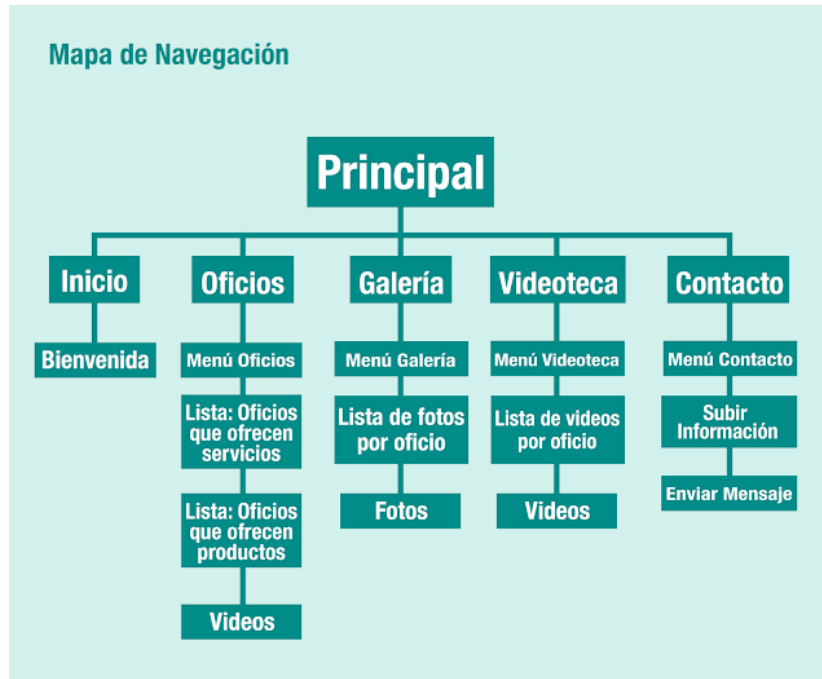 Mapa de Navegación
Principal
Inicio
Oficios
Galería
Videoteca
Contacto
Bienvenida
Menú Oficios
Menú Galería
Menú Videoteca
Menú Contacto
Lista: Oficios
que ofrecen
servicios
Lista de fotos
por oficio
Lista de videos
por oficio
Subir
Información
Lista: Oficios
que ofrecen
productos
Fotos
Videos
Enviar Mensaje
Videos